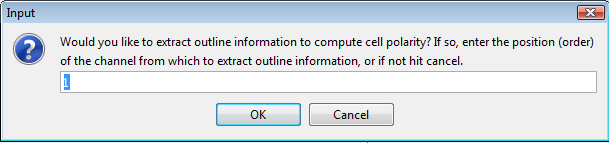 Input
Would you like to extract outline information to compute cell polarity? If so, enter the position (order)
of the channel from which to extract outline information, or if not hit cancel.
1
OK Cancel